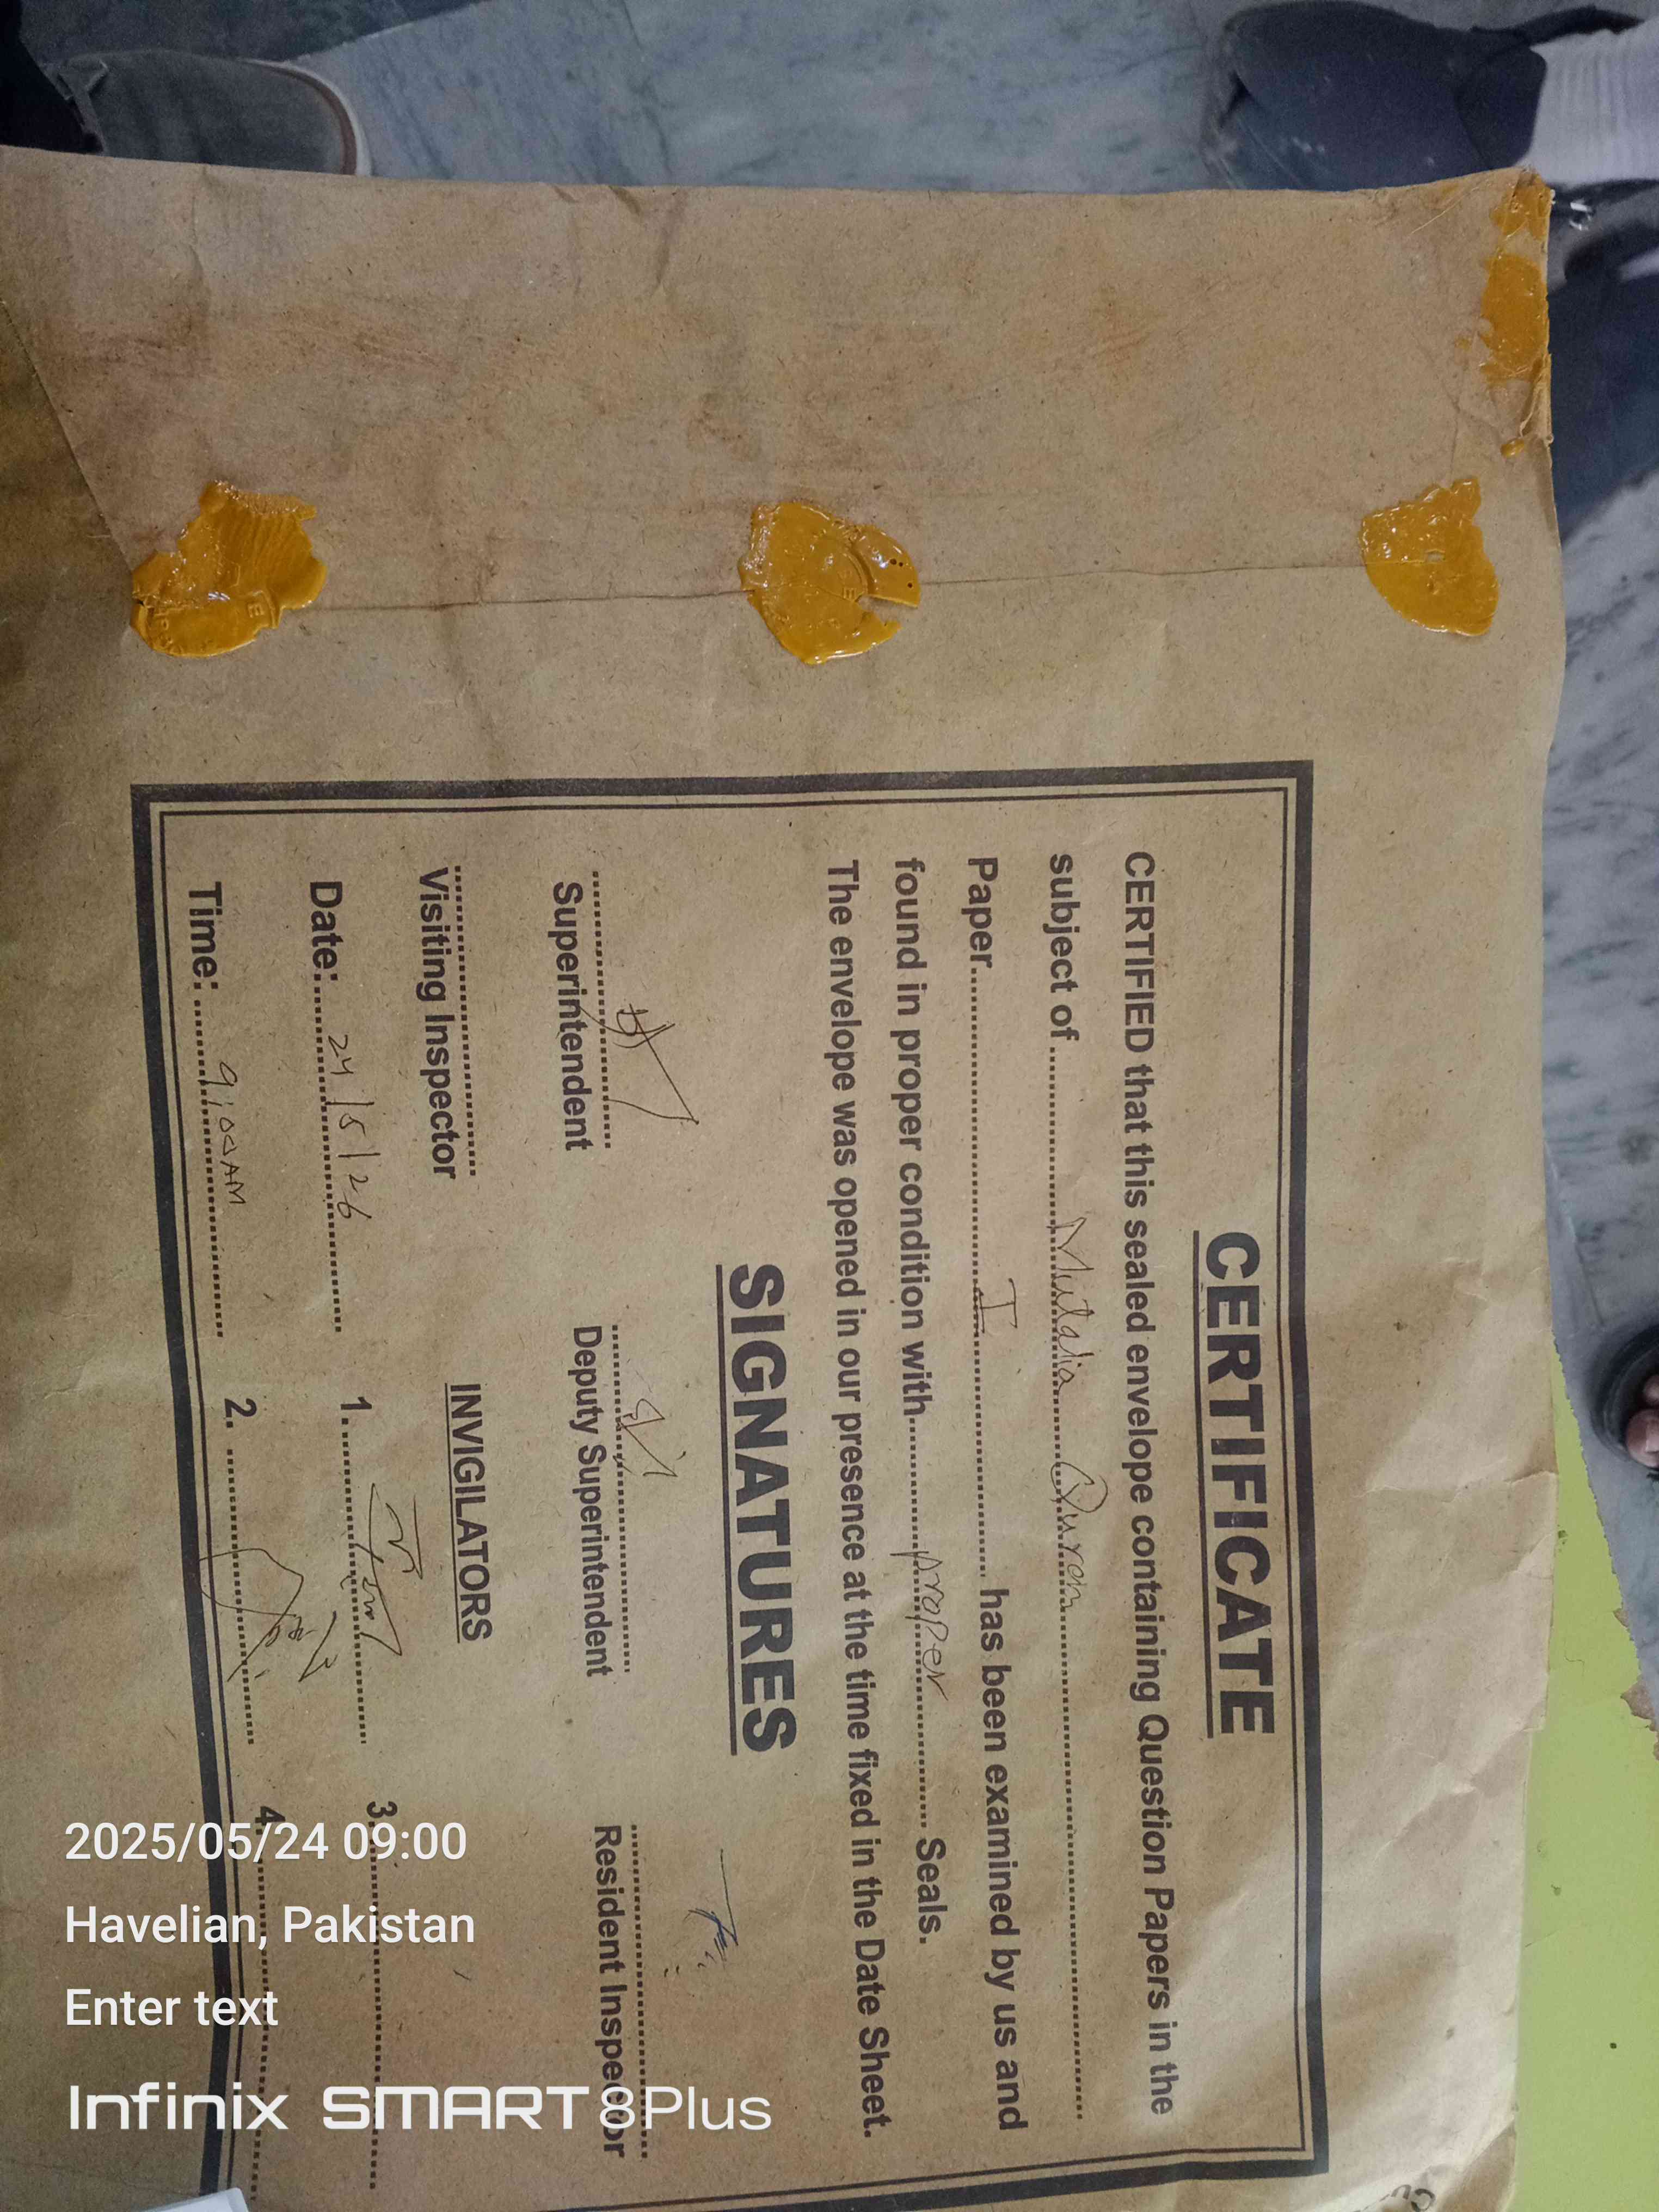 CERTIFICATE
CERTIFIED that this sealed envelope containing Question Papers in the
subject of Mutalia Quran
Paper I has been examined by us and
found in proper condition with proper Seals.
The envelope was opened in our presence at the time fixed in the Date Sheet.
SIGNATURES
Superintendent Deputy Superintendent Resident Inspector
Visiting Inspector INVIGILATORS
Date: 24/5/26 1. 3.
Time: 9:00AM 2. 4.
2025/05/24 09:00
Havelian, Pakistan
Enter text
Infinix SMART 8 Plus